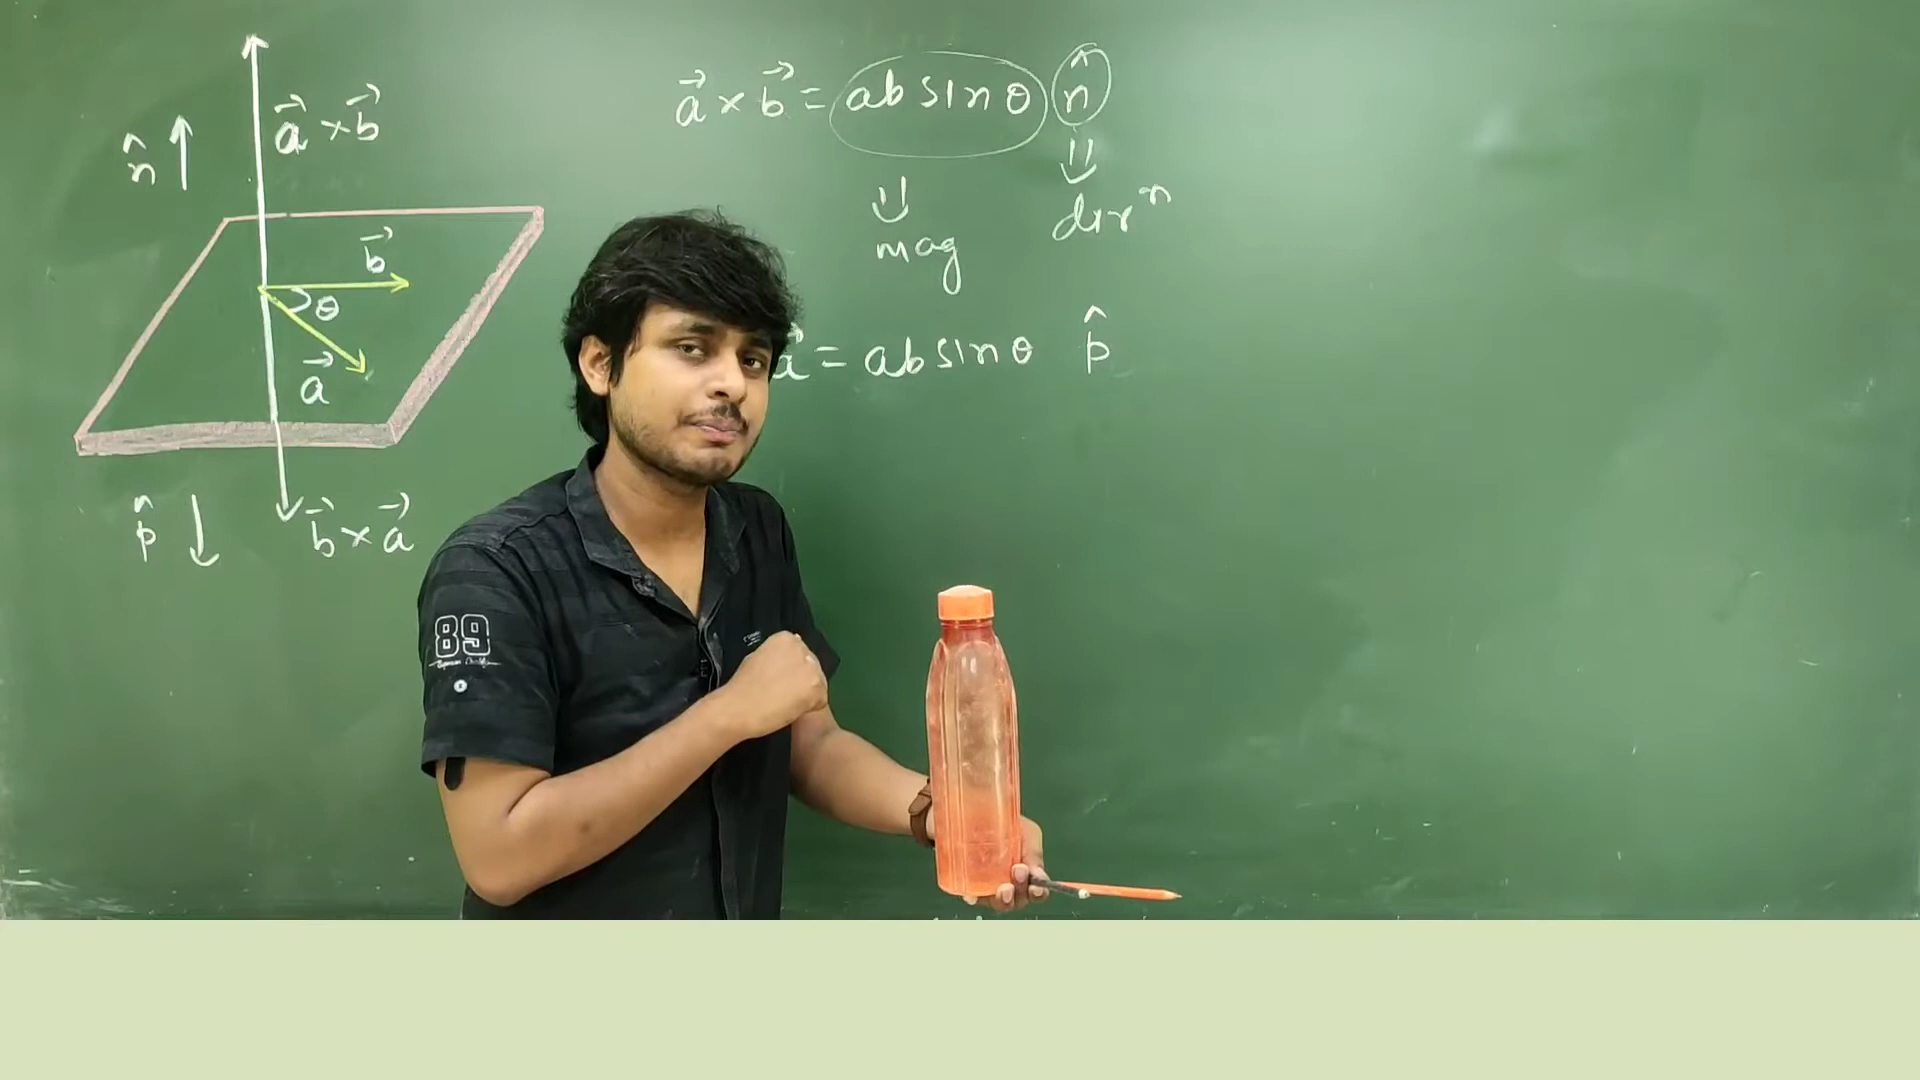 a⃗ × b⃗
n̂ ↑
b⃗
θ
a⃗
p̂ ↓
b⃗ × a⃗
a⃗ × b⃗ = ab sin θ n̂
⇓ ⇓
mag dirⁿ
a⃗ = ab sin θ p̂
89